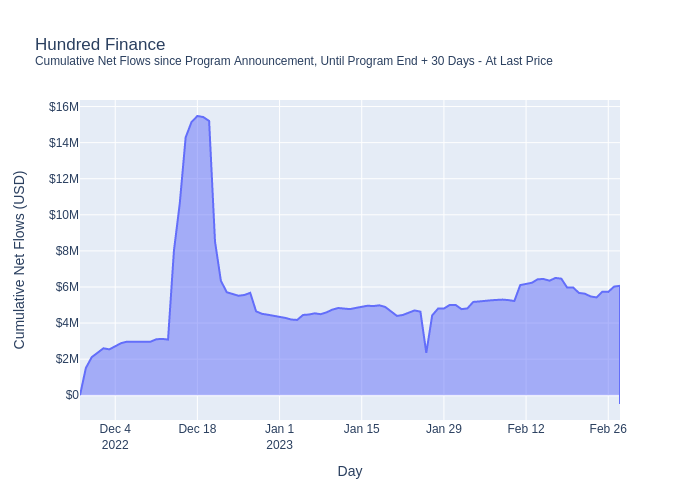 Hundred Finance
Cumulative Net Flows since Program Announcement, Until Program End + 30 Days - At Last Price
$16M
$14M
$12M
$10M
$8M
$6M
$4M
$2M
$0
Cumulative Net Flows (USD)
Dec 4 Dec 18 Jan 1 Jan 15 Jan 29 Feb 12 Feb 26
2022 2023
Day